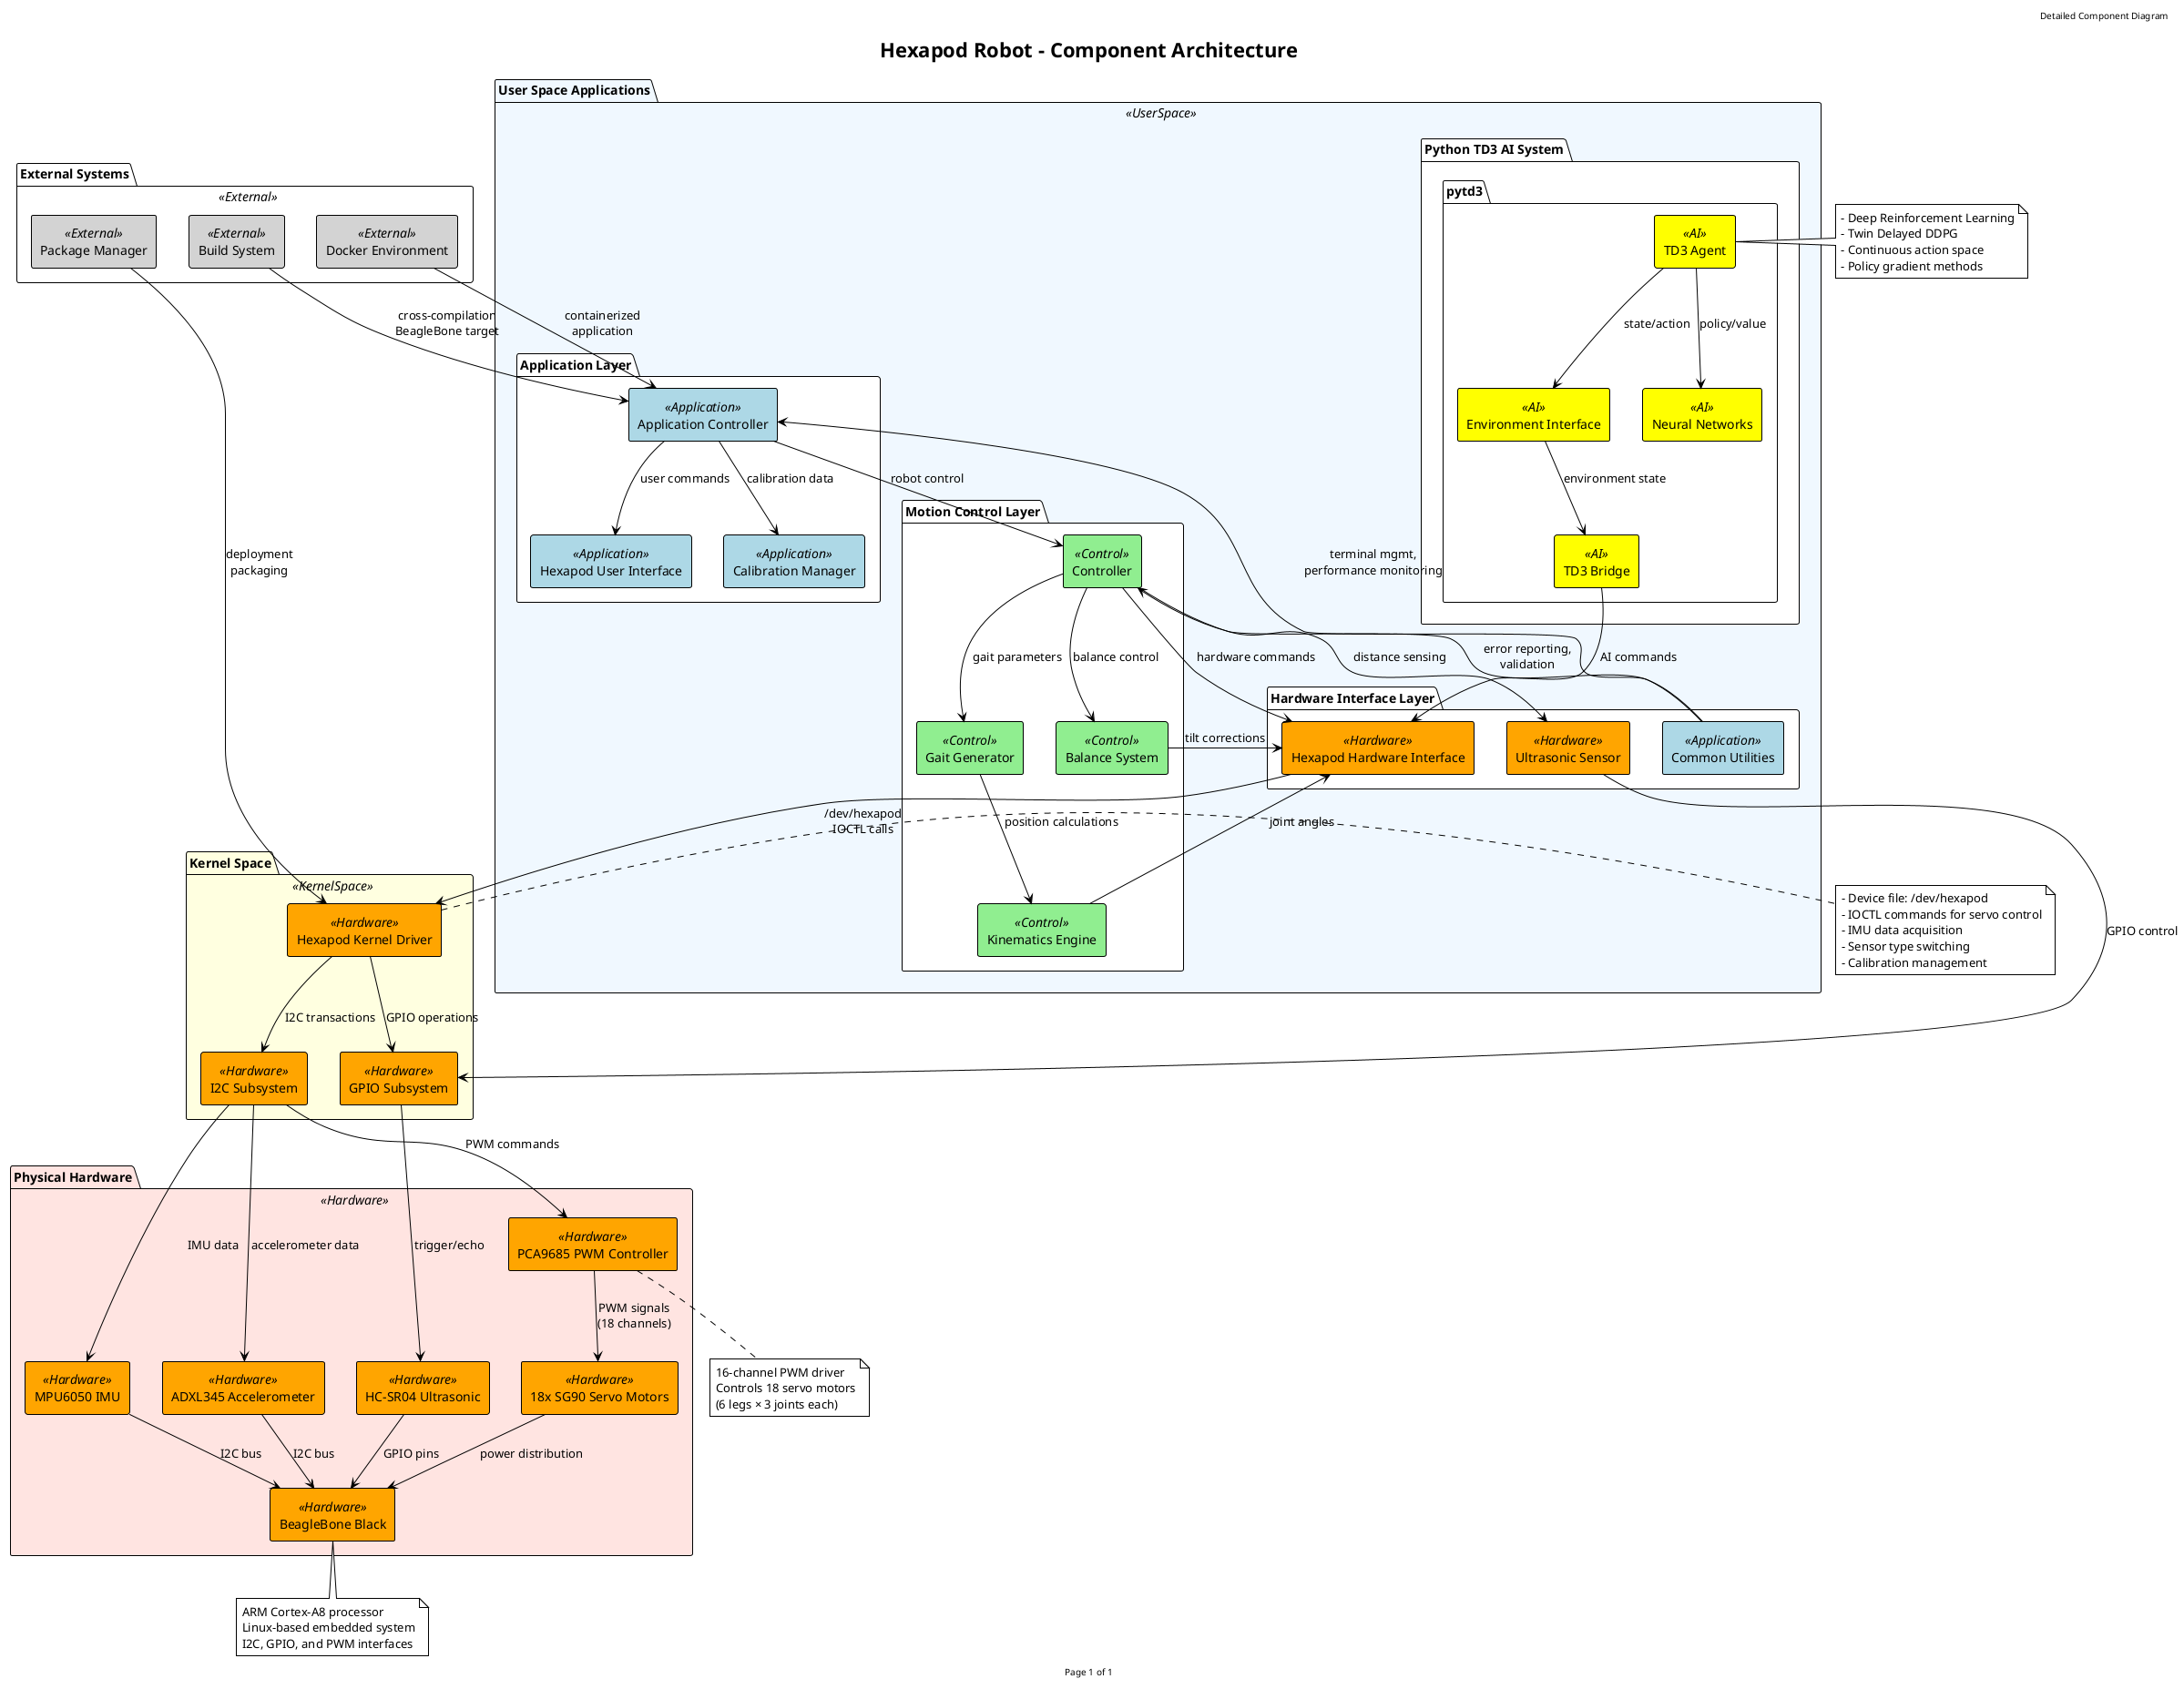 Detailed Component Diagram
Hexapod Robot - Component Architecture
User Space Applications
«UserSpace»
External Systems
«External»
«External»
Package Manager
«External»
Build System
«External»
Docker Environment
Python TD3 AI System
pytd3
«AI»
TD3 Agent
- Deep Reinforcement Learning
- Twin Delayed DDPG
- Continuous action space
- Policy gradient methods
cross-compilation
BeagleBone target
containerized
application
state/action
policy/value
Application Layer
«Application»
Application Controller
«AI»
Environment Interface
«AI»
Neural Networks
user commands
calibration data
robot control
environment state
Motion Control Layer
«Application»
Hexapod User Interface
«Application»
Calibration Manager
«Control»
Controller
deployment
packaging
terminal mgmt,
performance monitoring
«AI»
TD3 Bridge
gait parameters
balance control
hardware commands
distance sensing
error reporting,
validation
AI commands
Hardware Interface Layer
«Control»
Gait Generator
«Control»
Balance System
tilt corrections
«Hardware»
Hexapod Hardware Interface
«Hardware»
Ultrasonic Sensor
«Application»
Common Utilities
/dev/hexapod
IOCTL calls
position calculations
joint angles
Kernel Space
«KernelSpace»
«Hardware»
Hexapod Kernel Driver
«Control»
Kinematics Engine
- Device file: /dev/hexapod
- IOCTL commands for servo control
- IMU data acquisition
- Sensor type switching
- Calibration management
GPIO control
I2C transactions
GPIO operations
«Hardware»
I2C Subsystem
«Hardware»
GPIO Subsystem
PWM commands
Physical Hardware
«Hardware»
«Hardware»
PCA9685 PWM Controller
IMU data
accelerometer data
trigger/echo
PWM signals
(18 channels)
«Hardware»
MPU6050 IMU
«Hardware»
ADXL345 Accelerometer
«Hardware»
HC-SR04 Ultrasonic
«Hardware»
18x SG90 Servo Motors
16-channel PWM driver
Controls 18 servo motors
(6 legs × 3 joints each)
I2C bus
I2C bus
GPIO pins
power distribution
«Hardware»
BeagleBone Black
ARM Cortex-A8 processor
Linux-based embedded system
I2C, GPIO, and PWM interfaces
Page 1 of 1